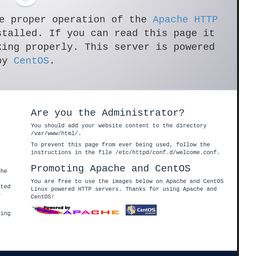 e proper operation of the Apache HTTP
stalled. If you can read this page it
king properly. This server is powered
by CentOS.
Are you the Administrator?
You should add your website content to the directory
/var/www/html/.
To prevent this page from ever being used, follow the
instructions in the file /etc/httpd/conf.d/welcome.conf.
he
ted
ing
Promoting Apache and CentOS
You are free to use the images below on Apache and CentOS
Linux powered HTTP servers. Thanks for using Apache and
CentOS!
Powered by
APACHE
CentOS